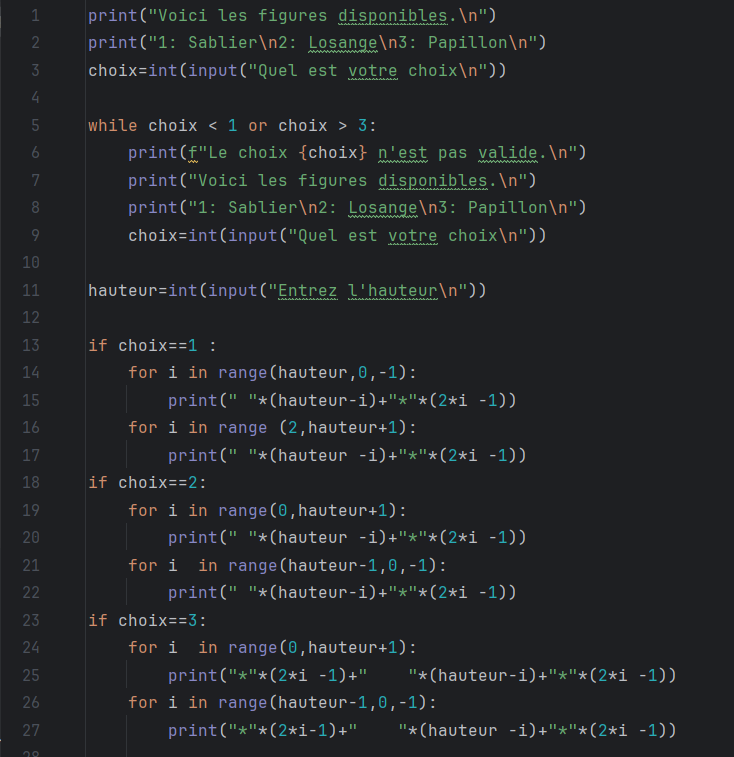 1 print("Voici les figures disponibles.\n")
2 print("1: Sablier\n2: Losange\n3: Papillon\n")
3 choix=int(input("Quel est votre choix\n"))
4
5 while choix < 1 or choix > 3:
6     print(f"Le choix {choix} n'est pas valide.\n")
7     print("Voici les figures disponibles.\n")
8     print("1: Sablier\n2: Losange\n3: Papillon\n")
9     choix=int(input("Quel est votre choix\n"))
10
11 hauteur=int(input("Entrez l'hauteur\n"))
12
13 if choix==1 :
14     for i in range(hauteur,0,-1):
15         print(" "*(hauteur-i)+"*"*(2*i -1))
16     for i in range (2,hauteur+1):
17         print(" "*(hauteur -i)+"*"*(2*i -1))
18 if choix==2:
19     for i in range(0,hauteur+1):
20         print(" "*(hauteur -i)+"*"*(2*i -1))
21     for i  in range(hauteur-1,0,-1):
22         print(" "*(hauteur-i)+"*"*(2*i -1))
23 if choix==3:
24     for i  in range(0,hauteur+1):
25         print("*"*(2*i -1)+"    "*(hauteur-i)+"*"*(2*i -1))
26     for i in range(hauteur-1,0,-1):
27         print("*"*(2*i-1)+"    "*(hauteur -i)+"*"*(2*i -1))
28